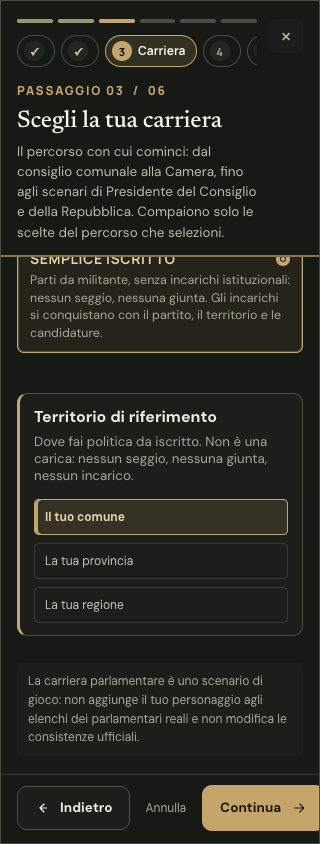 ✓ ✓ 3 Carriera 4
PASSAGGIO 03 / 06
Scegli la tua carriera
Il percorso con cui cominci: dal
consiglio comunale alla Camera, fino
agli scenari di Presidente del Consiglio
e della Repubblica. Compaiono solo le
scelte del percorso che selezioni.
SEMPLICE ISCRITTO
Parti da militante, senza incarichi istituzionali:
nessun seggio, nessuna giunta. Gli incarichi
si conquistano con il partito, il territorio e le
candidature.
Territorio di riferimento
Dove fai politica da iscritto. Non è una
carica: nessun seggio, nessuna giunta,
nessun incarico.
Il tuo comune
La tua provincia
La tua regione
La carriera parlamentare è uno scenario di
gioco: non aggiunge il tuo personaggio agli
elenchi dei parlamentari reali e non modifica le
consistenze ufficiali.
← Indietro Annulla Continua →